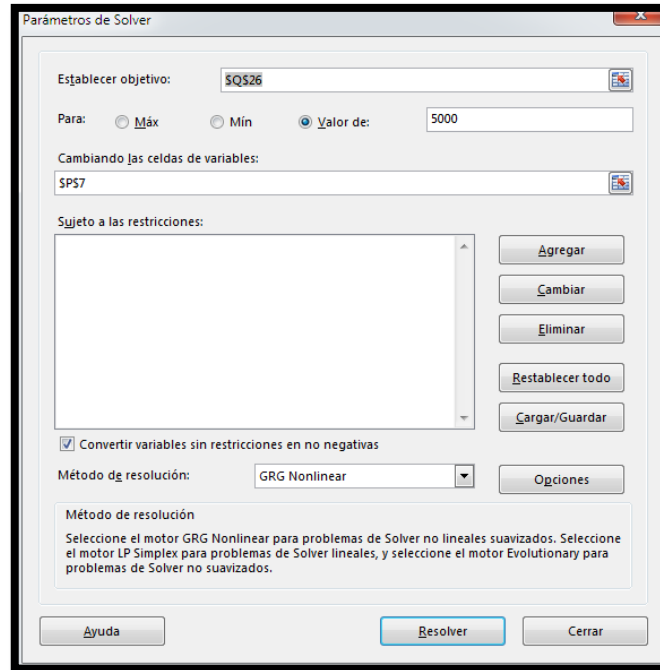 Parámetros de Solver
x
Establecer objetivo: $Q$26
Para: Máx Mín Valor de: 5000
Cambiando las celdas de variables:
$P$7
Sujeto a las restricciones:
Agregar
Cambiar
Eliminar
Restablecer todo
Cargar/Guardar
Convertir variables sin restricciones en no negativas
Método de resolución: GRG Nonlinear Opciones
Método de resolución
Seleccione el motor GRG Nonlinear para problemas de Solver no lineales suavizados. Seleccione
el motor LP Simplex para problemas de Solver lineales, y seleccione el motor Evolutionary para
problemas de Solver no suavizados.
Ayuda Resolver Cerrar